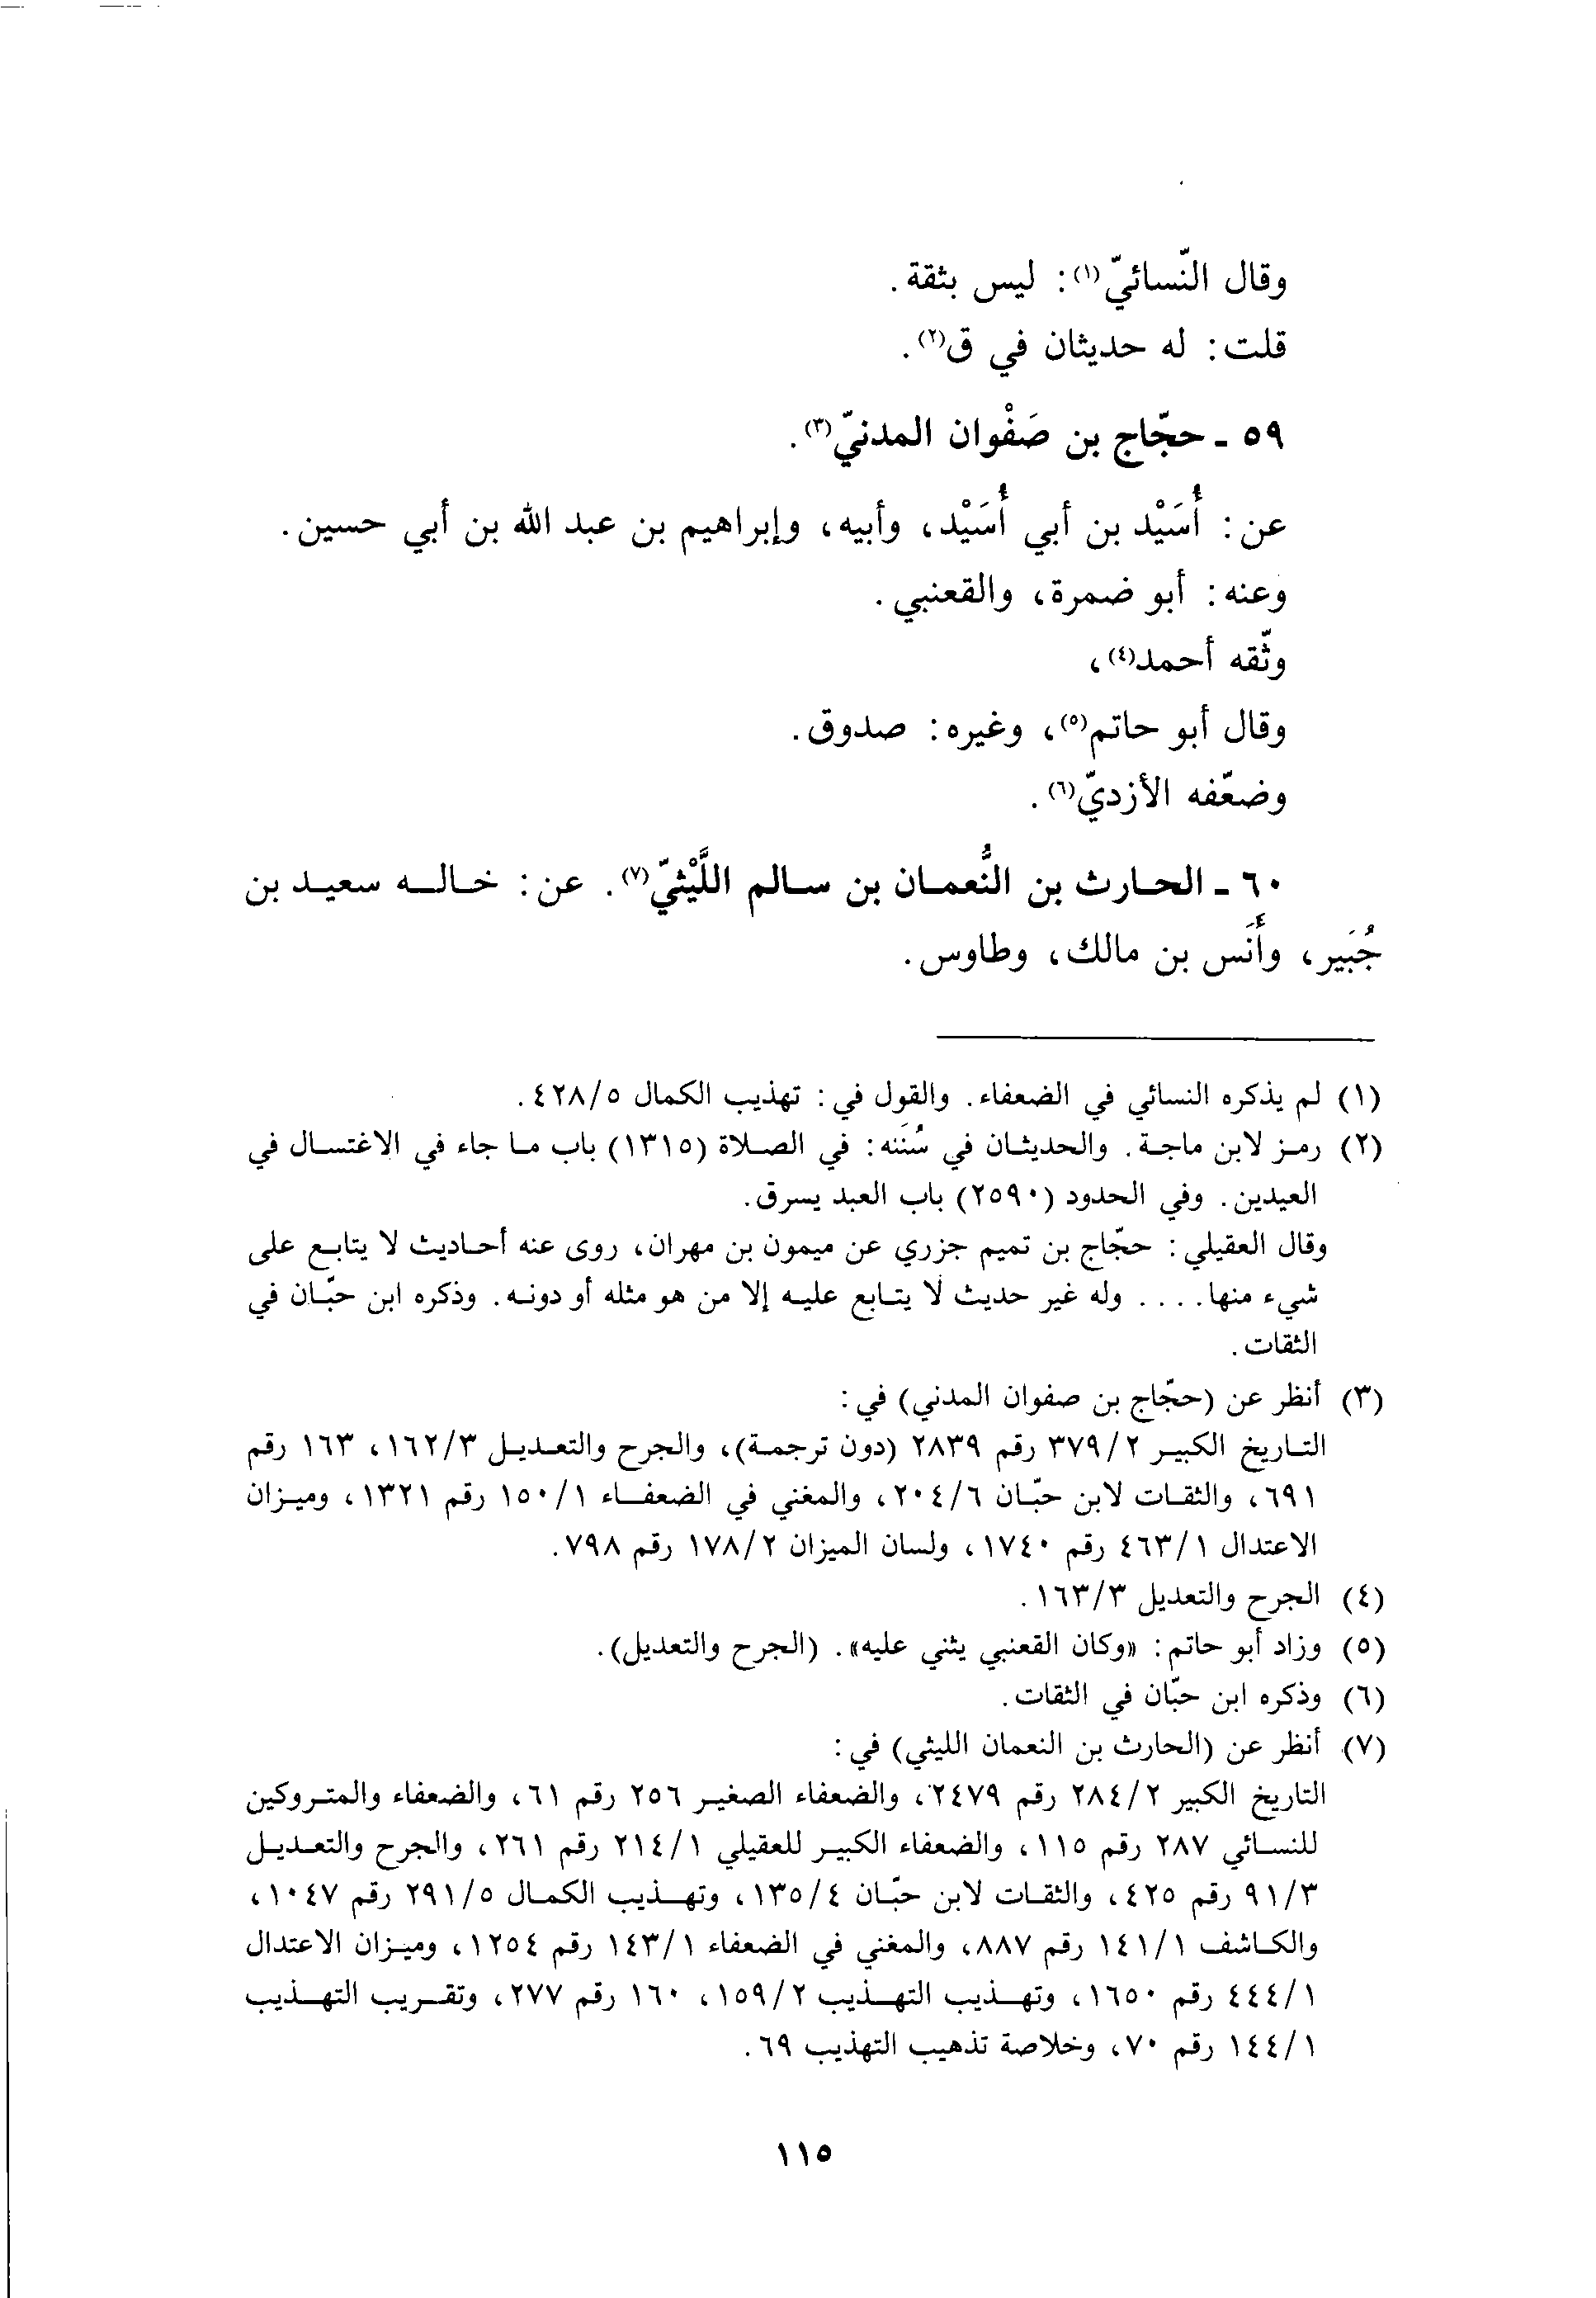 وقال النّسائيّ(١): ليس بثقة.
قلت: له حديثان في ق(٢).
٥٩ - حجّاج بن صَفْوان المدنيّ(٣).
عن: أُسَيْد بن أبي أُسَيْد، وأبيه، وإبراهيم بن عبد الله بن أبي حسين.
وعنه: أبو ضمرة، والقعنبي.
وثّقه أحمد(٤)،
وقال أبو حاتم(٥)، وغيره: صدوق.
وضعّفه الأزديّ(٦).
٦٠ - الحارث بن النُّعمان بن سالم اللَّيْثيّ(٧). عن: خاله سعيد بن
جُبَير، وأَنَس بن مالك، وطاوس.
(١) لم يذكره النسائي في الضعفاء. والقول في: تهذيب الكمال ٤٢٨/٥.
(٢) رمز لابن ماجة. والحديثان في سُنَنه: في الصلاة (١٣١٥) باب ما جاء في الاغتسال في
العيدين. وفي الحدود (٢٥٩٠) باب العبد يسرق.
وقال العقيلي: حجّاج بن تميم جزري عن ميمون بن مهران، روى عنه أحاديث لا يتابع على
شيء منها.... وله غير حديث لا يتابع عليه إلا من هو مثله أو دونه. وذكره ابن حبّان في
الثقات.
(٣) أنظر عن (حجّاج بن صفوان المدني) في:
التاريخ الكبير ٣٧٩/٢ رقم ٢٨٣٩ (دون ترجمة)، والجرح والتعديل ١٦٢/٣، ١٦٣ رقم
٦٩١، والثقات لابن حبّان ٢٠٤/٦، والمغني في الضعفاء ١٥٠/١ رقم ١٣٢١، وميزان
الاعتدال ٤٦٣/١ رقم ١٧٤٠، ولسان الميزان ١٧٨/٢ رقم ٧٩٨.
(٤) الجرح والتعديل ١٦٣/٣.
(٥) وزاد أبو حاتم: «وكان القعنبي يثني عليه». (الجرح والتعديل).
(٦) وذكره ابن حبّان في الثقات.
(٧) أنظر عن (الحارث بن النعمان الليثي) في:
التاريخ الكبير ٢٨٤/٢ رقم ٢٤٧٩، والضعفاء الصغير ٢٥٦ رقم ٦١، والضعفاء والمتروكين
للنسائي ٢٨٧ رقم ١١٥، والضعفاء الكبير للعقيلي ٢١٤/١ رقم ٢٦١، والجرح والتعديل
٩١/٣ رقم ٤٢٥، والثقات لابن حبّان ١٣٥/٤، وتهذيب الكمال ٢٩١/٥ رقم ١٠٤٧،
والكاشف ١٤١/١ رقم ٨٨٧، والمغني في الضعفاء ١٤٣/١ رقم ١٢٥٤، وميزان الاعتدال
٤٤٤/١ رقم ١٦٥٠، وتهذيب التهذيب ١٥٩/٢، ١٦٠ رقم ٢٧٧، وتقريب التهذيب
١٤٤/١ رقم ٧٠، وخلاصة تذهيب التهذيب ٦٩.
١١٥